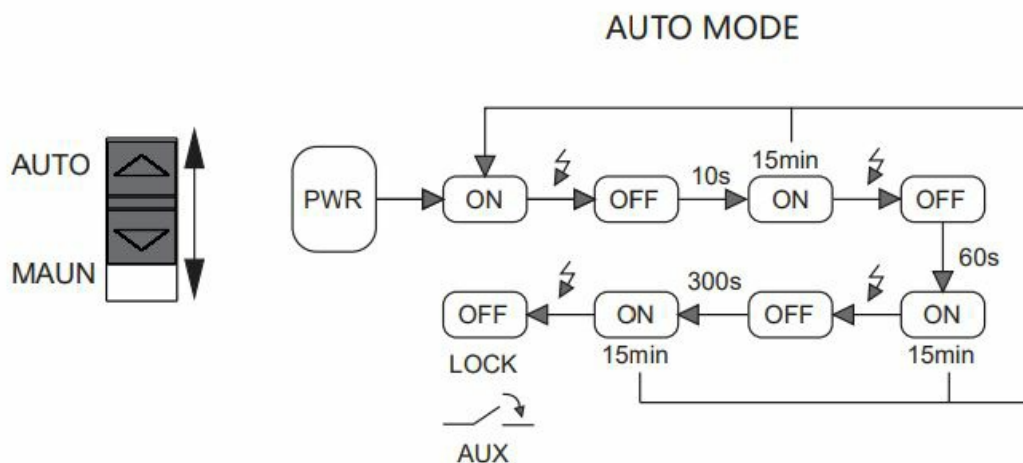 AUTO MODE
AUTO
MAUN
PWR
ON
OFF
10s
15min
ON
OFF
60s
ON
15min
OFF
300s
ON
15min
OFF
LOCK
AUX